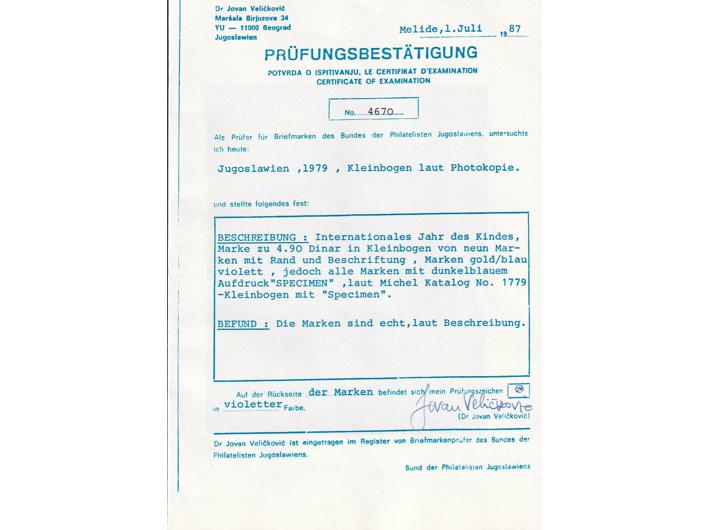 Dr Jovan Veličković
Maršala Birjuzova 34
YU — 11000 Beograd
Jugoslawien
Melide,1.Juli 1987
PRÜFUNGSBESTÄTIGUNG
POTVRDA O ISPITIVANJU, LE CERTIFIKAT D'EXAMINATION
CERTIFICATE OF EXAMINATION
No. 4670
Als Prüfer für Briefmarken des Bundes der Philatelisten Jugoslawiens, untersuchte
ich heute:
Jugoslawien ,1979 , Kleinbogen laut Photokopie.
und stellte folgendes fest:
BESCHREIBUNG : Internationales Jahr des Kindes,
Marke zu 4.90 Dinar in Kleinbogen von neun Mar-
ken mit Rand und Beschriftung , Marken gold/blau
violett , jedoch alle Marken mit dunkelblauem
Aufdruck"SPECIMEN" ,laut Michel Katalog No. 1779
-Kleinbogen mit "Specimen".
BEFUND : Die Marken sind echt,laut Beschreibung.
Auf der Rückseite der Marken befindet sich mein Prüfungszeichen
in violetter Farbe.
Jovan Veličković
(Dr Jovan Veličković)
Dr Jovan Veličković ist eingetragen im Register von Briefmarkenprüfer des Bundes der
Philatelisten Jugoslawiens.
Bund der Philatelisten Jugoslawiens